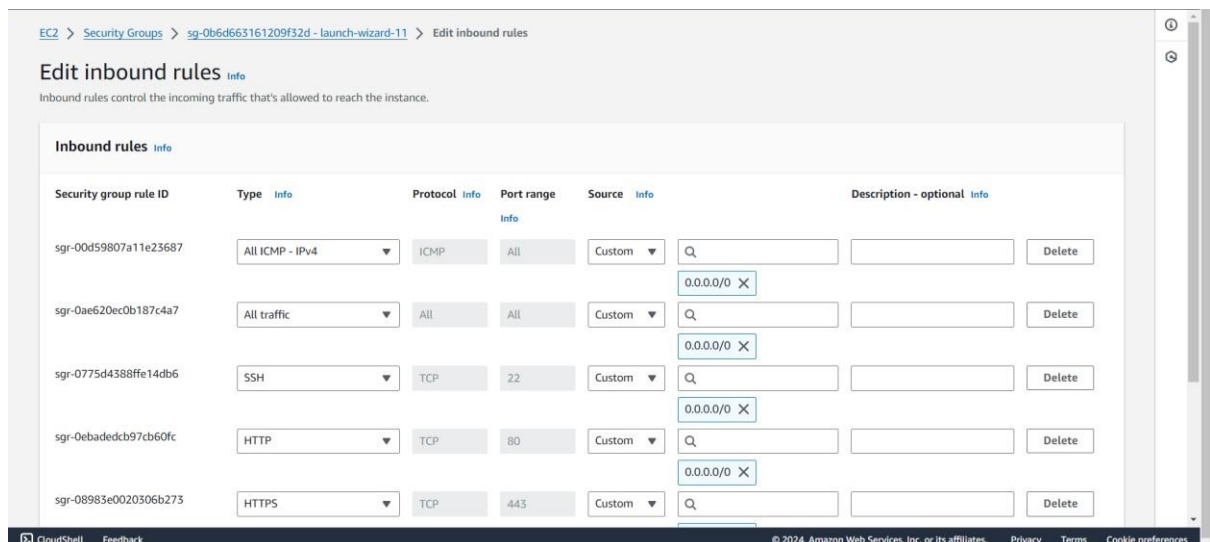 EC2 > Security Groups > sg-0b6d663161209f32d - launch-wizard-11 > Edit inbound rules
Edit inbound rules Info
Inbound rules control the incoming traffic that's allowed to reach the instance.
Inbound rules Info
Security group rule ID Type Info Protocol Info Port range Info Source Info Description - optional Info
sgr-00d59807a11e23687 All ICMP - IPv4 ICMP All Custom Delete
0.0.0.0/0
sgr-0ae620ec0b187c4a7 All traffic All All Custom Delete
0.0.0.0/0
sgr-0775d4388ffe14db6 SSH TCP 22 Custom Delete
0.0.0.0/0
sgr-0ebadedcb97cb60fc HTTP TCP 80 Custom Delete
0.0.0.0/0
sgr-08983e0020306b273 HTTPS TCP 443 Custom Delete
CloudShell Feedback © 2024, Amazon Web Services, Inc. or its affiliates. Privacy Terms Cookie preferences